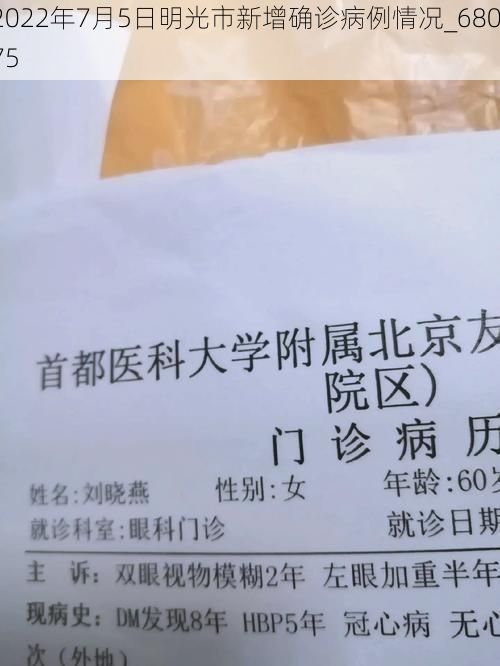 2022年7月5日明光市新增确诊病例情况_680
75
首都医科大学附属北京友
院区）
门诊病历
姓名:刘晓燕 性别:女 年龄:60岁
就诊科室:眼科门诊 就诊日期
主 诉: 双眼视物模糊2年 左眼加重半年
现病史: DM发现8年 HBP5年 冠心病 无心
次（外地）